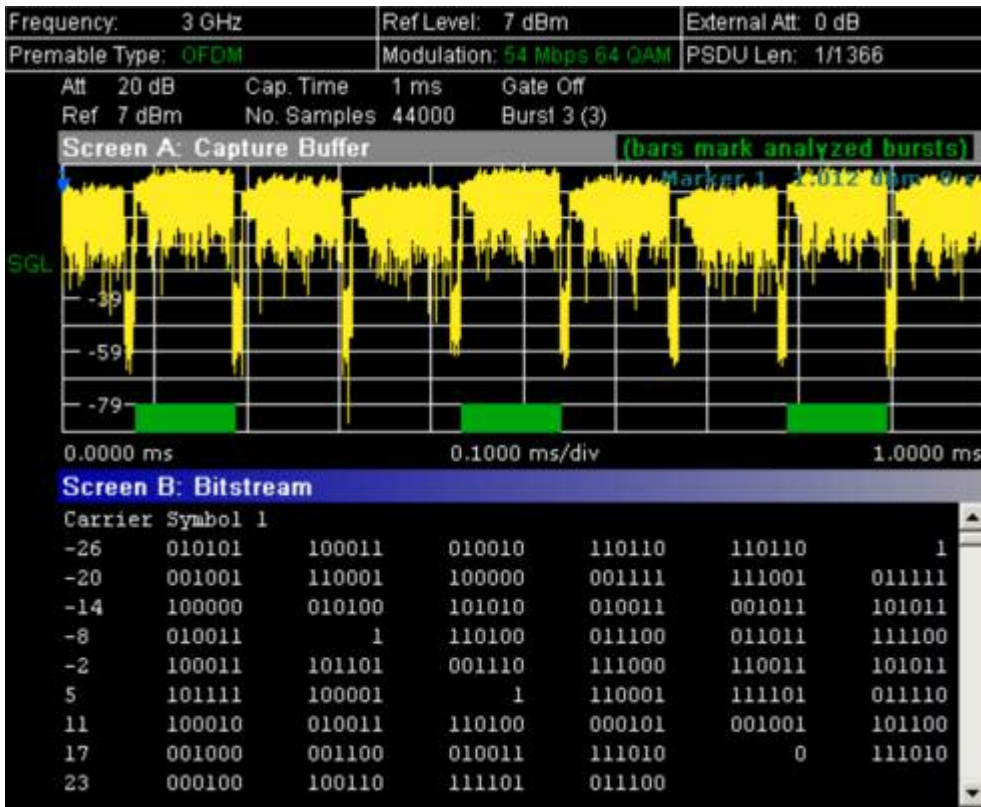 Frequency: 3 GHz Ref Level: 7 dBm External Att: 0 dB
Premable Type: OFDM Modulation: 54 Mbps 64 QAM PSDU Len: 1/1366
Att 20 dB Cap. Time 1 ms Gate Off
Ref 7 dBm No. Samples 44000 Burst 3 (3)
Screen A: Capture Buffer (bars mark analyzed bursts)
Marker 1 1.012 dBm 0 s
SGL
-39
-59
-79
0.0000 ms 0.1000 ms/div 1.0000 ms
Screen B: Bitstream
Carrier Symbol 1
-26 010101 100011 010010 110110 110110 1
-20 001001 110001 100000 001111 111001 011111
-14 100000 010100 101010 010011 001011 101011
-8 010011 1 110100 011100 011011 111100
-2 100011 101101 001110 111000 110011 101011
5 101111 100001 1 110001 111101 011110
11 100010 010011 110100 000101 001001 101100
17 001000 001100 010011 111010 0 111010
23 000100 100110 111101 011100